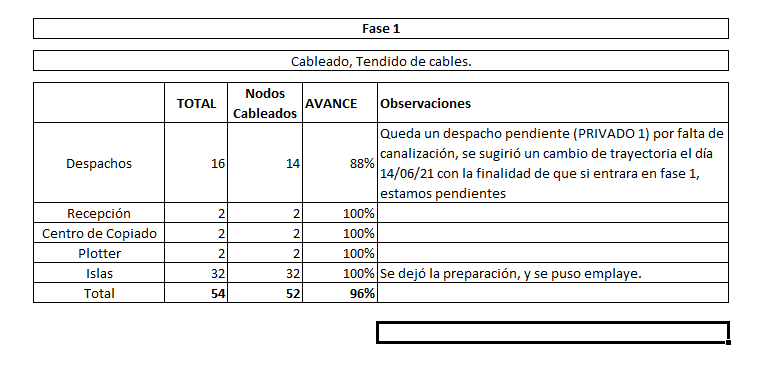 Fase 1
Cableado, Tendido de cables.
TOTAL Nodos Cableados AVANCE Observaciones
Despachos 16 14 88% Queda un despacho pendiente (PRIVADO 1) por falta de
canalización, se sugirió un cambio de trayectoria el día
14/06/21 con la finalidad de que si entrara en fase 1,
estamos pendientes
Recepción 2 2 100%
Centro de Copiado 2 2 100%
Plotter 2 2 100%
Islas 32 32 100% Se dejó la preparación, y se puso emplaye.
Total 54 52 96%